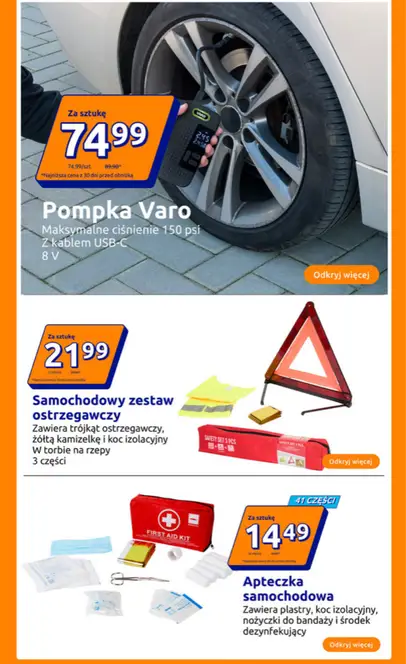 Za sztukę
7499
74,99/szt.
*Najniższa cena z 30 dni przed obniżką
Pompka Varo
Maksymalne ciśnienie 150 psi
Z kablem USB-C
8 V
Odkryj więcej
Za sztukę
2199
Samochodowy zestaw
ostrzegawczy
Zawiera trójkąt ostrzegawczy,
żółtą kamizelkę i koc izolacyjny
W torbie na rzepy
3 części
SAFETY SET 3 PCS
Odkryj więcej
41 CZĘŚCI
Za sztukę
1449
FIRST AID KIT
Apteczka
samochodowa
Zawiera plastry, koc izolacyjny,
nożyczki do bandaży i środek
dezynfekujący
Odkryj więcej